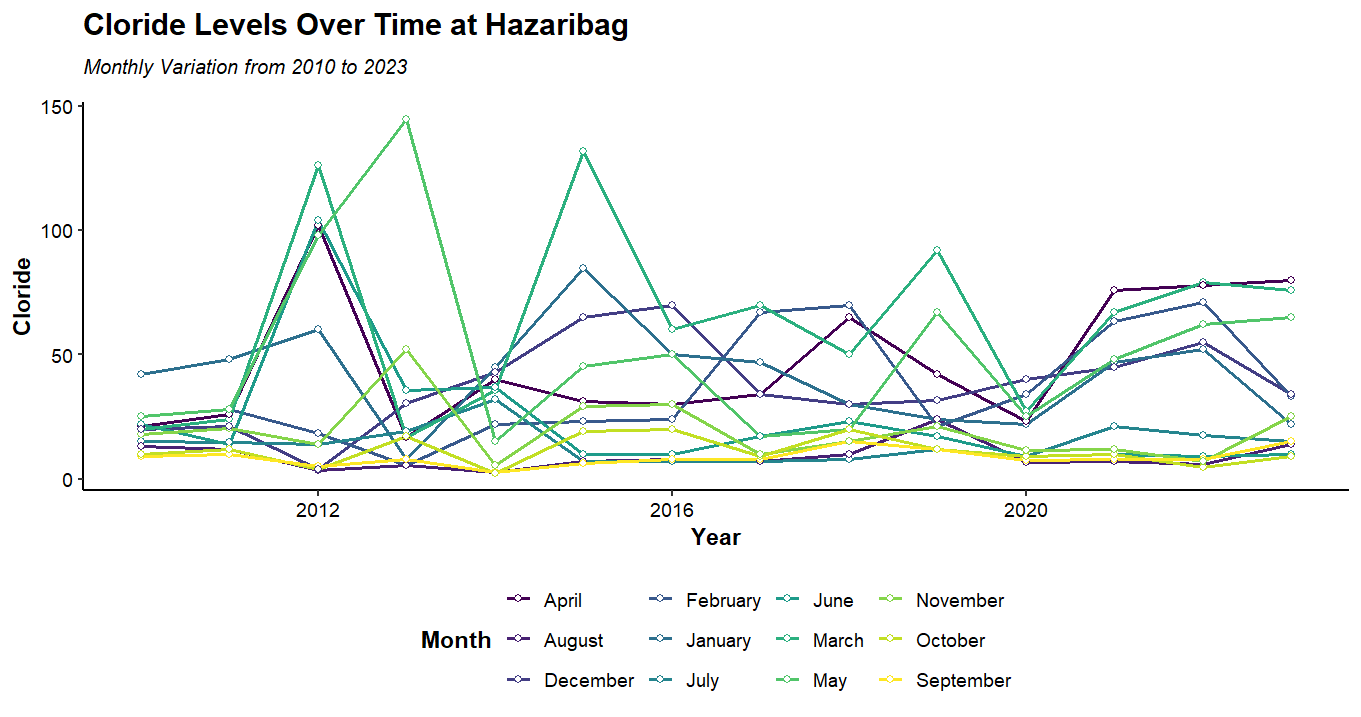 Cloride Levels Over Time at Hazaribag
Monthly Variation from 2010 to 2023
150
100
50
0
Cloride
2012 2016 2020
Year
Month
April February June November
August January March October
December July May September